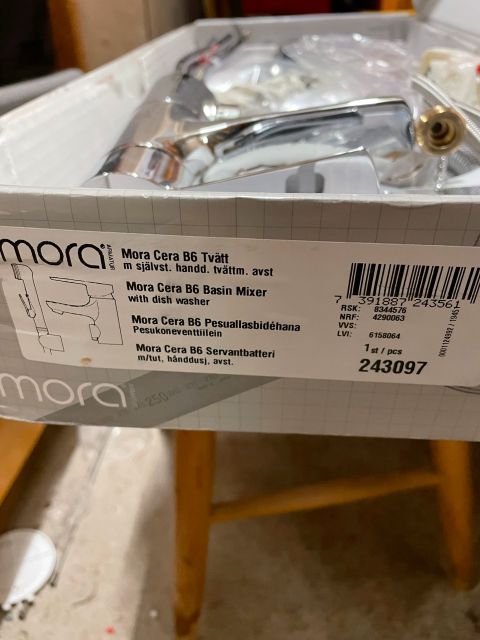 mora
ARMATUR
Mora Cera B6 Tvätt
m självst. handd. tvättm. avst
Mora Cera B6 Basin Mixer
with dish washer
Mora Cera B6 Pesuallasbidéhana
Pesukoneventtiilein
Mora Cera B6 Servantbatteri
m/tut, hånddusj, avst.
7 391887 243561
RSK: 8344576
NRF: 4290063
VVS:
LVI: 6158064
1 st / pcs
243097
mora